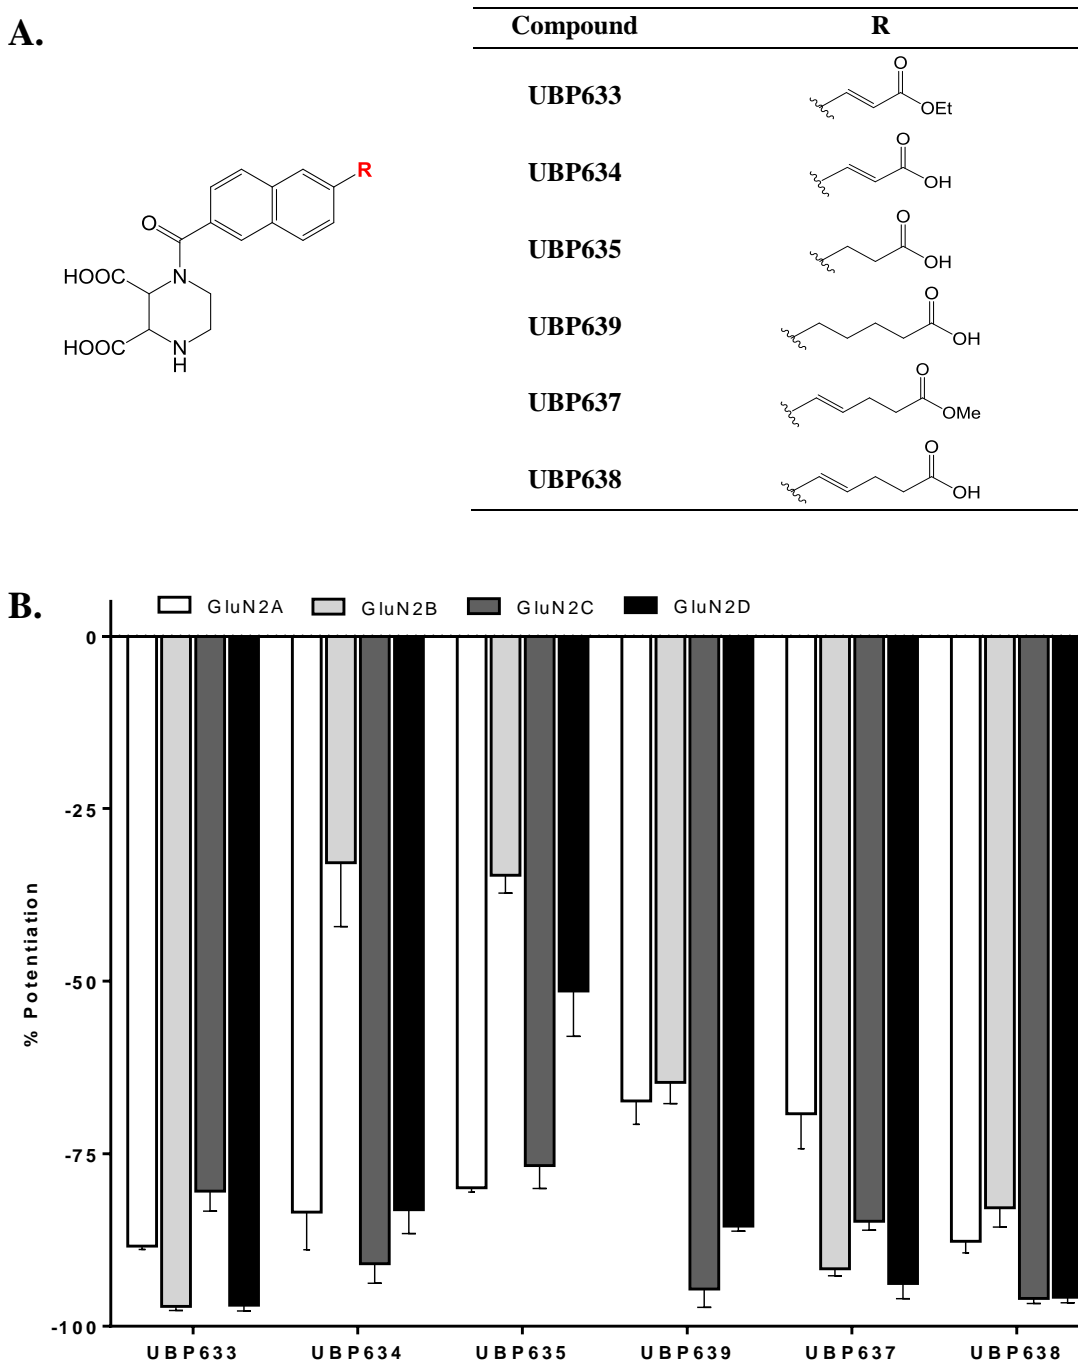 A.
Compound R
UBP633
O
OEt
UBP634
O
OH
UBP635
O
OH
UBP639
O
OH
UBP637
O
OMe
UBP638
O
OH
R
O
HOOC N
HOOC N
H
B.
GluN2A GluN2B GluN2C GluN2D
0
-25
-50
-75
-100
% Potentiation
UBP633 UBP634 UBP635 UBP639 UBP637 UBP638